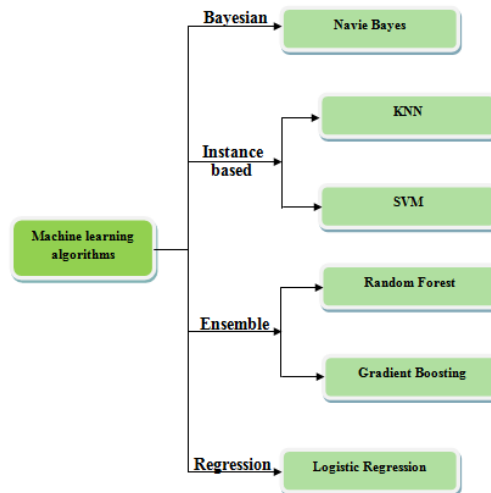 Bayesian
Navie Bayes
KNN
Instance
based
SVM
Machine learning
algorithms
Random Forest
Ensemble
Gradient Boosting
Regression
Logistic Regression